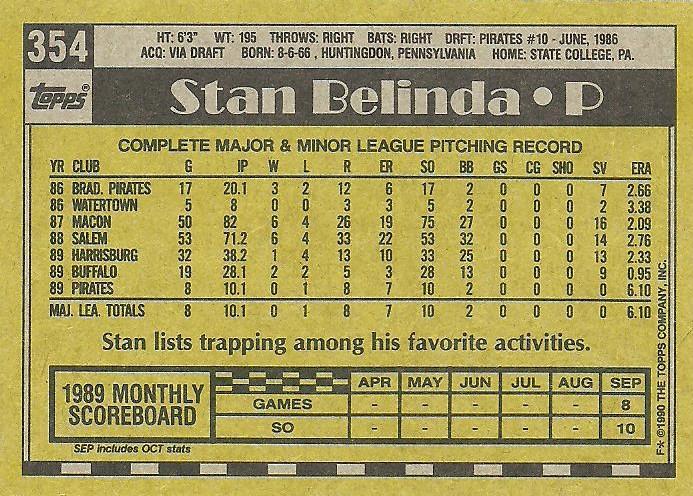 354
HT: 6'3" WT: 195 THROWS: RIGHT BATS: RIGHT DRFT: PIRATES #10 - JUNE, 1986
ACQ: VIA DRAFT BORN: 8-6-66 , HUNTINGDON, PENNSYLVANIA HOME: STATE COLLEGE, PA.
topps® Stan Belinda • P
COMPLETE MAJOR & MINOR LEAGUE PITCHING RECORD
YR CLUB G IP W L R ER SO BB GS CG SHO SV ERA
86 BRAD. PIRATES 17 20.1 3 2 12 6 17 2 0 0 0 7 2.66
86 WATERTOWN 5 8 0 0 3 3 5 2 0 0 0 2 3.38
87 MACON 50 82 6 4 26 19 75 27 0 0 0 16 2.09
88 SALEM 53 71.2 6 4 33 22 53 32 0 0 0 14 2.76
89 HARRISBURG 32 38.2 1 4 13 10 33 25 0 0 0 13 2.33
89 BUFFALO 19 28.1 2 2 5 3 28 13 0 0 0 9 0.95
89 PIRATES 8 10.1 0 1 8 7 10 2 0 0 0 0 6.10
MAJ. LEA. TOTALS 8 10.1 0 1 8 7 10 2 0 0 0 0 6.10
Stan lists trapping among his favorite activities.
1989 MONTHLY
SCOREBOARD
APR MAY JUN JUL AUG SEP
GAMES - - - - - 8
SO - - - - - 10
SEP includes OCT stats
F* ©1990 THE TOPPS COMPANY, INC.